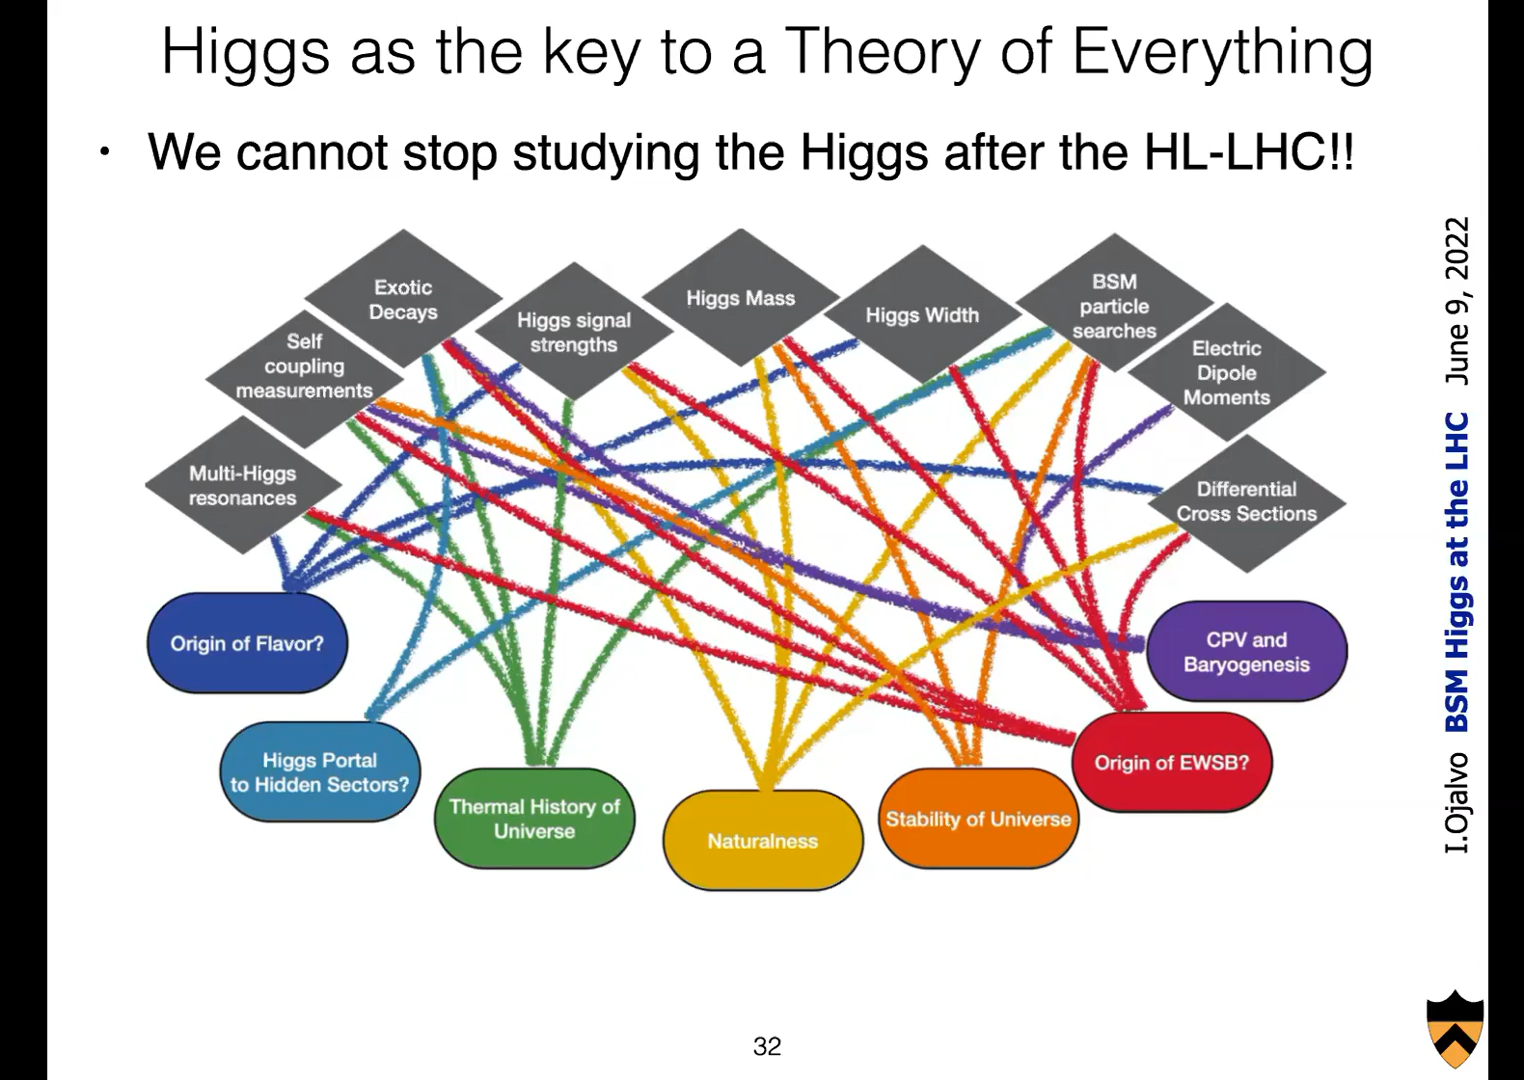 Higgs as the key to a Theory of Everything
• We cannot stop studying the Higgs after the HL-LHC!!
Exotic
Decays
Higgs signal
strengths
Higgs Mass
Higgs Width
BSM
particle
searches
Self
coupling
measurements
Electric
Dipole
Moments
Multi-Higgs
resonances
Differential
Cross Sections
Origin of Flavor?
CPV and
Baryogenesis
Higgs Portal
to Hidden Sectors?
Origin of EWSB?
Thermal History of
Universe
Naturalness
Stability of Universe
I.Ojalvo BSM Higgs at the LHC June 9, 2022
32